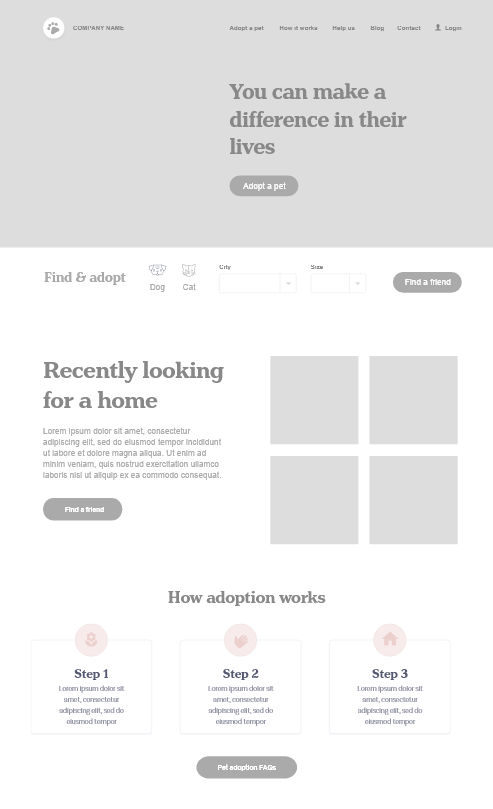 COMPANY NAME
Adopt a pet How it works Help us Blog Contact Login
You can make a
difference in their
lives
Adopt a pet
Find & adopt
Dog Cat
City
Size
Find a friend
Recently looking
for a home
Lorem ipsum dolor sit amet, consectetur
adipiscing elit, sed do eiusmod tempor incididunt
ut labore et dolore magna aliqua. Ut enim ad
minim veniam, quis nostrud exercitation ullamco
laboris nisi ut aliquip ex ea commodo consequat.
Find a friend
How adoption works
Step 1
Lorem ipsum dolor sit
amet, consectetur
adipiscing elit, sed do
eiusmod tempor
Step 2
Lorem ipsum dolor sit
amet, consectetur
adipiscing elit, sed do
eiusmod tempor
Step 3
Lorem ipsum dolor sit
amet, consectetur
adipiscing elit, sed do
eiusmod tempor
Pet adoption FAQs